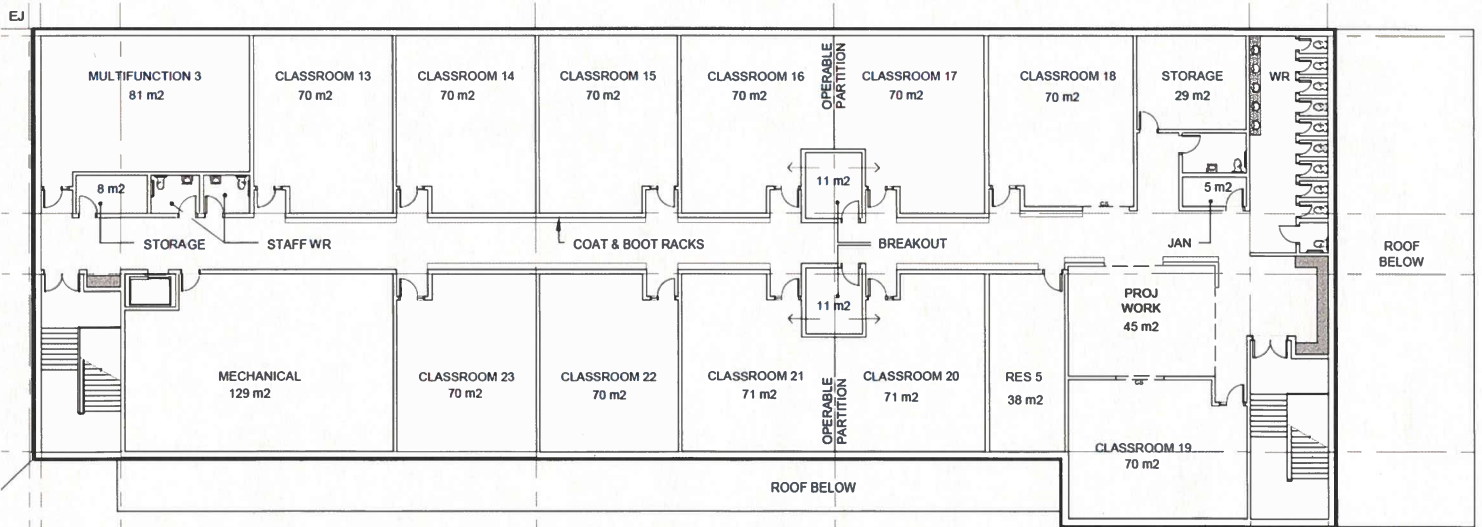 EJ
MULTIFUNCTION 3
81 m2
CLASSROOM 13
70 m2
CLASSROOM 14
70 m2
CLASSROOM 15
70 m2
CLASSROOM 16
70 m2
OPERABLE
PARTITION
CLASSROOM 17
70 m2
CLASSROOM 18
70 m2
STORAGE
29 m2
WR
8 m2
11 m2
5 m2
STORAGE
STAFF WR
COAT & BOOT RACKS
BREAKOUT
JAN
ROOF
BELOW
11 m2
PROJ
WORK
45 m2
MECHANICAL
129 m2
CLASSROOM 23
70 m2
CLASSROOM 22
70 m2
CLASSROOM 21
71 m2
OPERABLE
PARTITION
CLASSROOM 20
71 m2
RES 5
38 m2
CLASSROOM 19
70 m2
ROOF BELOW